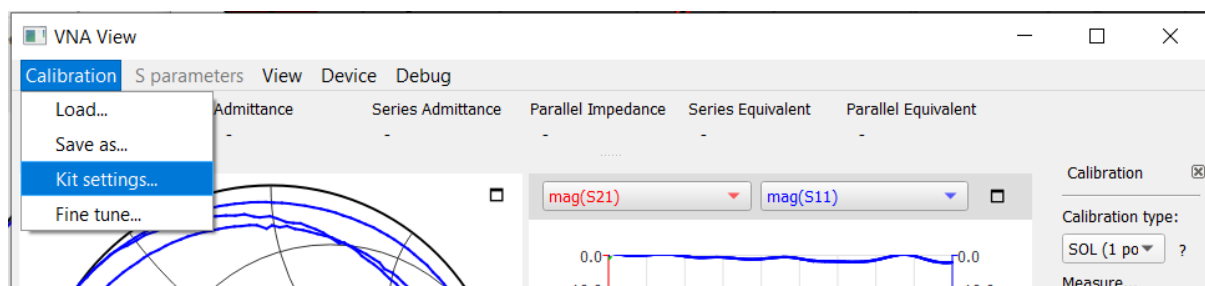 VNA View
Calibration S parameters View Device Debug
Load...
Save as...
Kit settings...
Fine tune...
Admittance Series Admittance Parallel Impedance Series Equivalent Parallel Equivalent
- - - - -
mag(S21) mag(S11)
0.0 0.0
Calibration
Calibration type:
SOL (1 po ?
Measure...